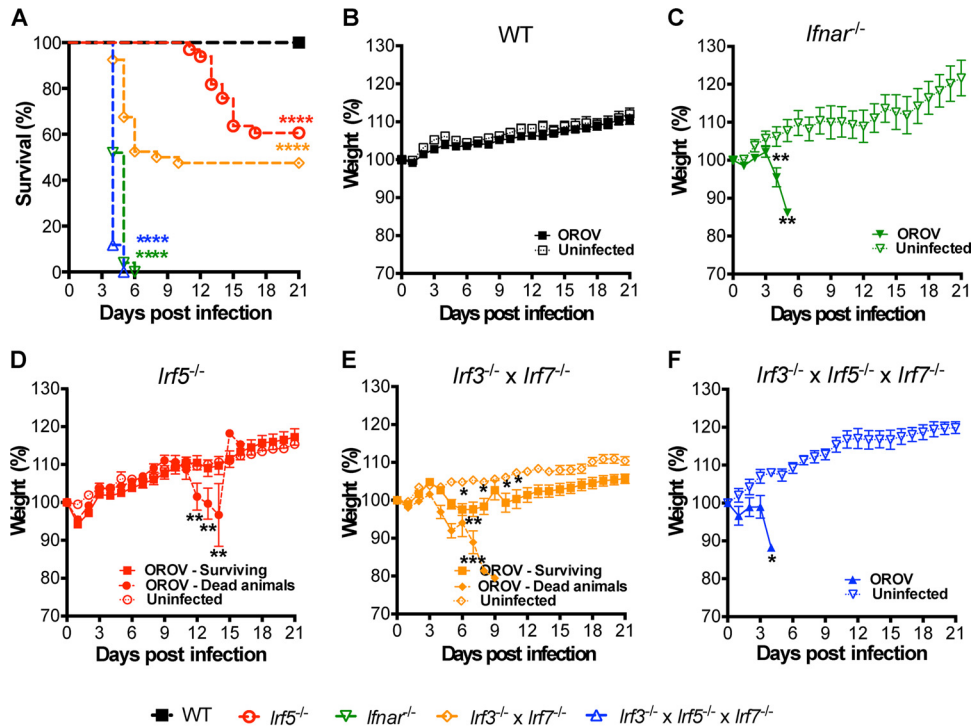 A
Survival (%)
100
80
60
40
20
0
****
****
****
****
0 3 6 9 12 15 18 21
Days post infection
B
WT
Weight (%)
130
120
110
100
90
80
70
OROV
Uninfected
0 3 6 9 12 15 18 21
Days post infection
C
Ifnar-/-
Weight (%)
130
120
110
100
90
80
70
**
**
OROV
Uninfected
0 3 6 9 12 15 18 21
Days post infection
D
Irf5-/-
Weight (%)
130
120
110
100
90
80
70
**
**
**
OROV - Surviving
OROV - Dead animals
Uninfected
0 3 6 9 12 15 18 21
Days post infection
E
Irf3-/- x Irf7-/-
Weight (%)
130
120
110
100
90
80
70
* * * *
**
***
OROV - Surviving
OROV - Dead animals
Uninfected
0 3 6 9 12 15 18 21
Days post infection
F
Irf3-/- x Irf5-/- x Irf7-/-
Weight (%)
130
120
110
100
90
80
70
*
OROV
Uninfected
0 3 6 9 12 15 18 21
Days post infection
WT Irf5-/- Ifnar-/- Irf3-/- x Irf7-/- Irf3-/- x Irf5-/- x Irf7-/-